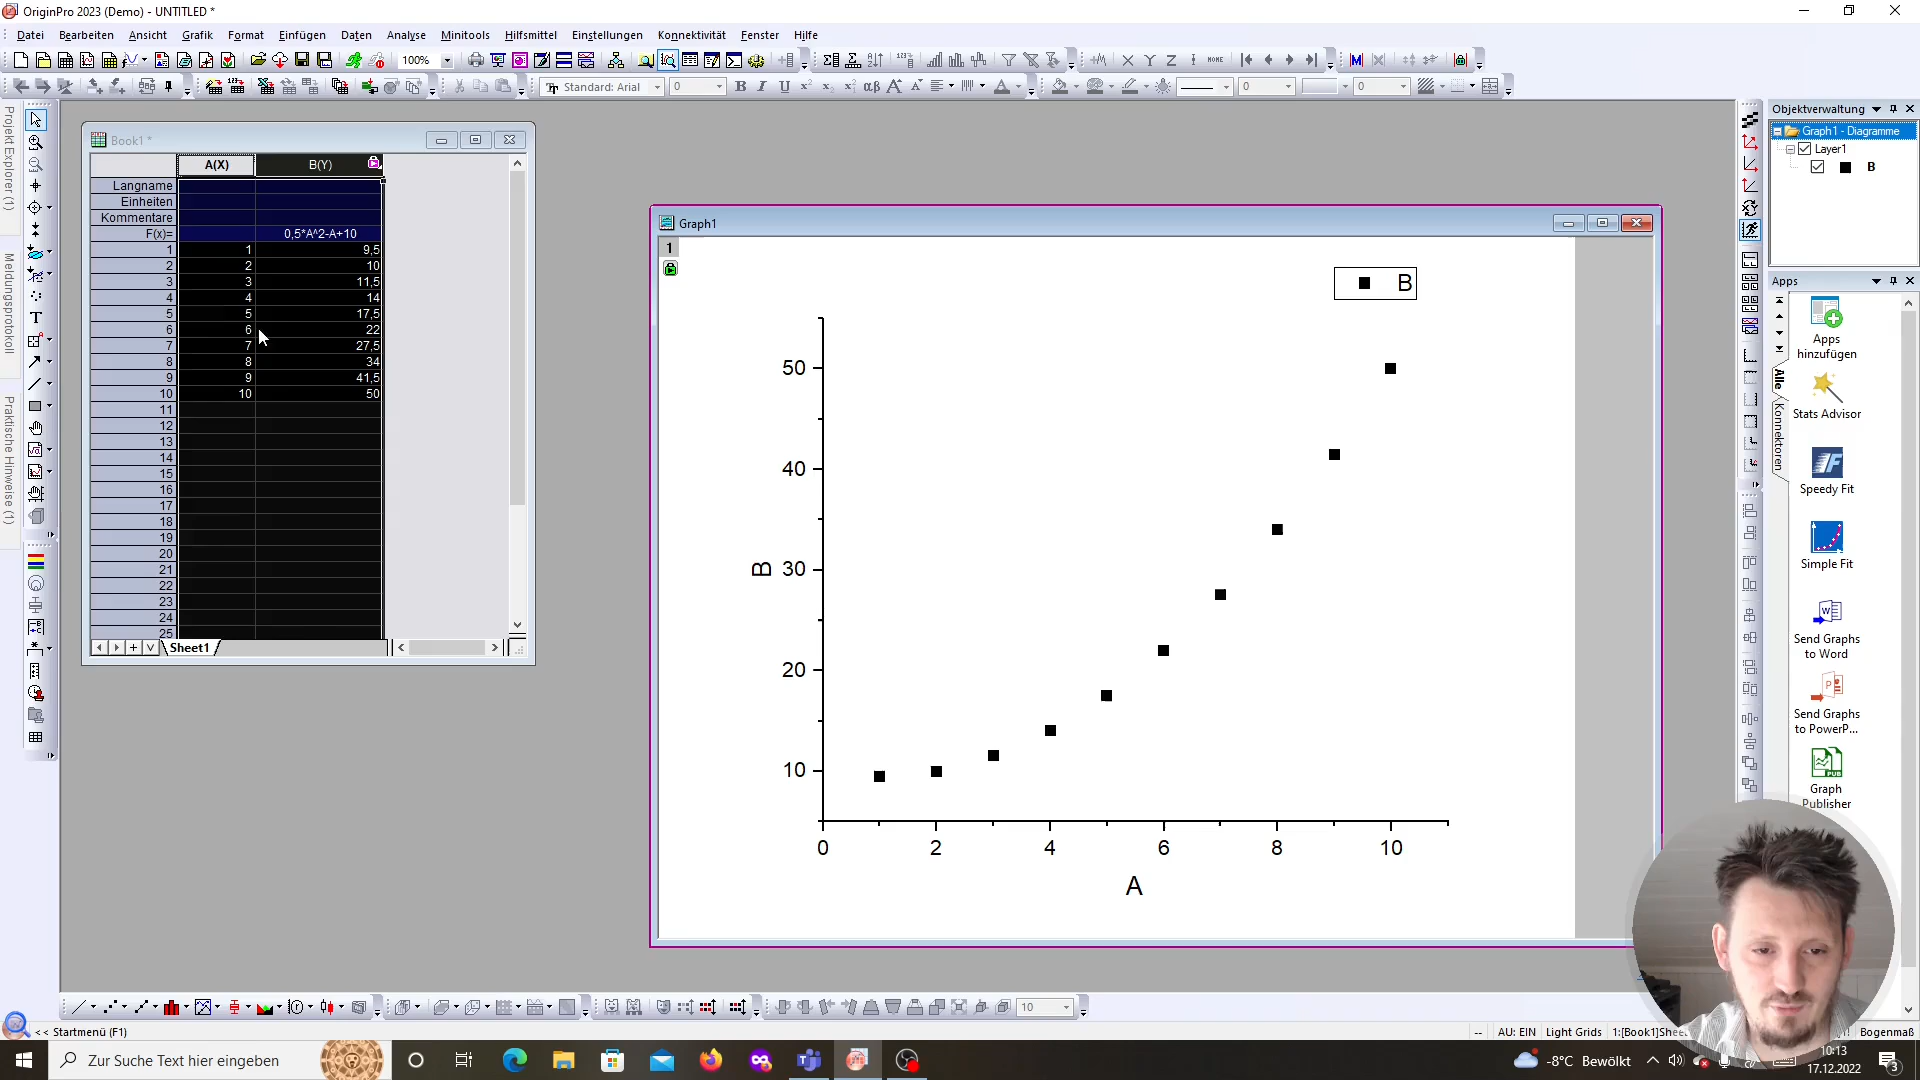 OriginPro 2023 (Demo) - UNTITLED *
Datei Bearbeiten Ansicht Grafik Format Einfügen Daten Analyse Minitools Hilfsmittel Einstellungen Konnektivität Fenster Hilfe
100%
HOME
Standard: Arial 0 B I U αβ A A A 0 0
Projekt Explorer (1)
Meldungsprotokoll
Praktische Hinweise (1)
Book1 *
A(X) B(Y)
Langname
Einheiten
Kommentare
F(x)= 0,5*A^2-A+10
1 1 9,5
2 2 10
3 3 11,5
4 4 14
5 5 17,5
6 6 22
7 7 27,5
8 8 34
9 9 41,5
10 10 50
11
12
13
14
15
16
17
18
19
20
21
22
23
24
25
Sheet1
Graph1
1
B
50
40
30
20
10
B
0 2 4 6 8 10
A
Objektverwaltung
Graph1 - Diagramme
Layer1
B
Apps
Alle
Konnektoren
Apps
hinzufügen
Stats Advisor
Speedy Fit
Simple Fit
Send Graphs
to Word
Send Graphs
to PowerP...
Graph
Publisher
10
<< Startmenü (F1)
-- AU: EIN Light Grids 1:[Book1]Shee Bogenmaß
Zur Suche Text hier eingeben
-8°C Bewölkt
10:13
17.12.2022
3